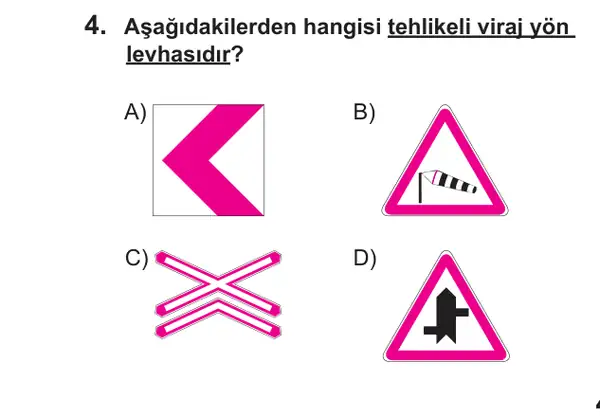 4. Aşağıdakilerden hangisi tehlikeli viraj yön
levhasıdır?
A)
B)
C)
D)